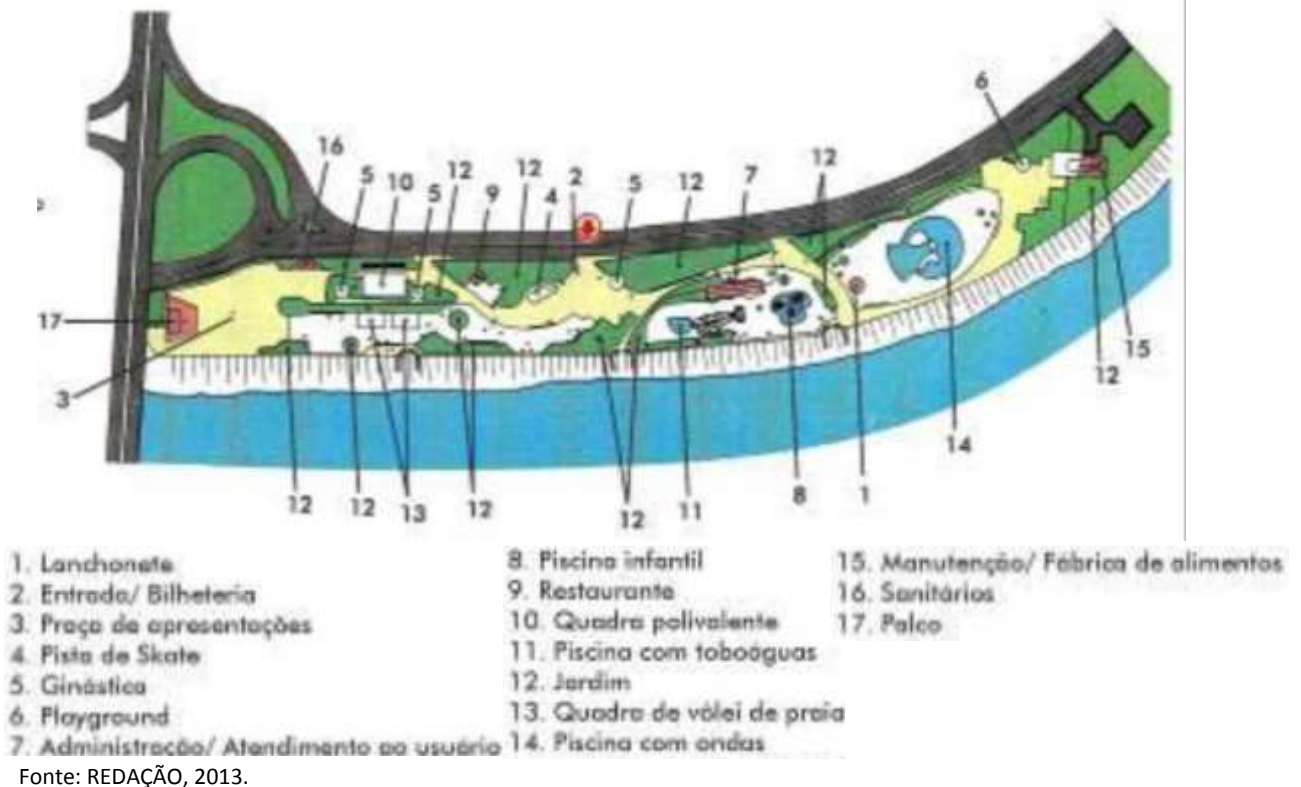 6
12
16
5
10
5
12
9
12
4
2
5
12
7
17
3
15
12
14
12
12
13
12
12
11
8
1
1. Lanchonete
2. Entrada/ Bilheteria
3. Praça de apresentações
4. Pista de Skate
5. Ginástica
6. Playground
7. Administração/ Atendimento ao usuário
8. Piscina infantil
9. Restaurante
10. Quadra polivalente
11. Piscina com toboáguas
12. Jardim
13. Quadra de vôlei de praia
14. Piscina com ondas
15. Manutenção/ Fábrica de alimentos
16. Sanitários
17. Palco
Fonte: REDAÇÃO, 2013.